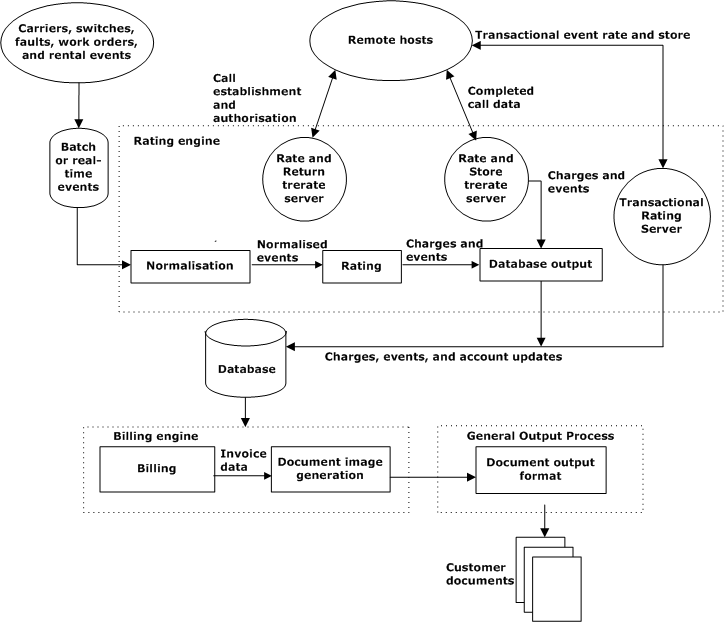 Carriers, switches,
faults, work orders,
and rental events
Remote hosts
Transactional event rate and store
Call
establishment
and
authorisation
Completed
call data
Rating engine
Batch
or real-
time
events
Rate and
Return
trerate
server
Rate and
Store
trerate
server
Charges and
events
Transactional
Rating
Server
Normalisation
Normalised
events
Rating
Charges and
events
Database output
Database
Charges, events, and account updates
Billing engine
Billing
Invoice
data
Document image
generation
General Output Process
Document output
format
Customer
documents